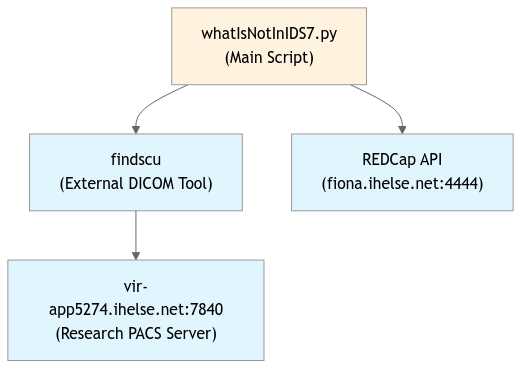 whatIsNotInIDS7.py
(Main Script)
findscu
(External DICOM Tool)
REDCap API
(fiona.ihelse.net:4444)
vir-
app5274.ihelse.net:7840
(Research PACS Server)